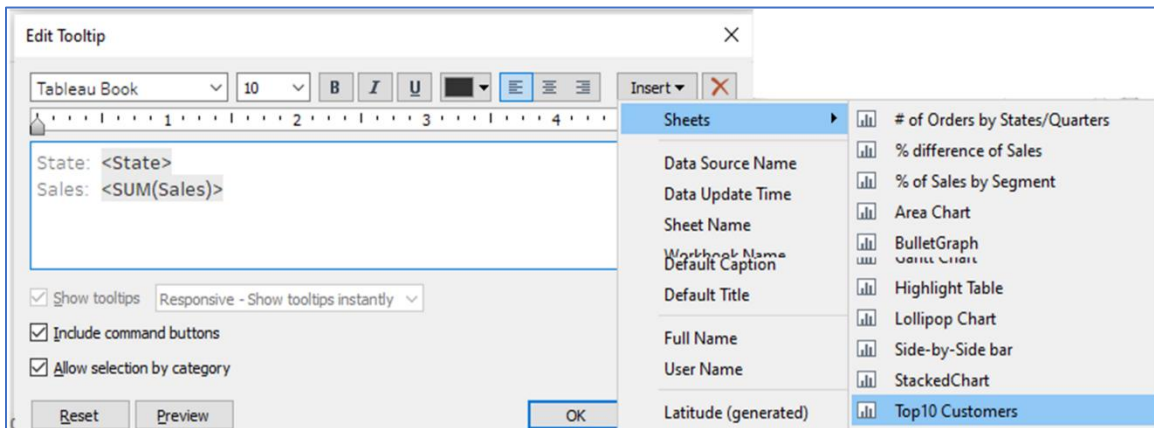 Edit Tooltip
Tableau Book 10 B I U Insert
1 2 3 4
State: <State>
Sales: <SUM(Sales)>
Show tooltips Responsive - Show tooltips instantly
Include command buttons
Allow selection by category
Reset Preview OK
Sheets
Data Source Name
Data Update Time
Sheet Name
Workbook Name
Default Caption
Default Title
Full Name
User Name
Latitude (generated)
# of Orders by States/Quarters
% difference of Sales
% of Sales by Segment
Area Chart
BulletGraph
Gantt Chart
Highlight Table
Lollipop Chart
Side-by-Side bar
StackedChart
Top10 Customers